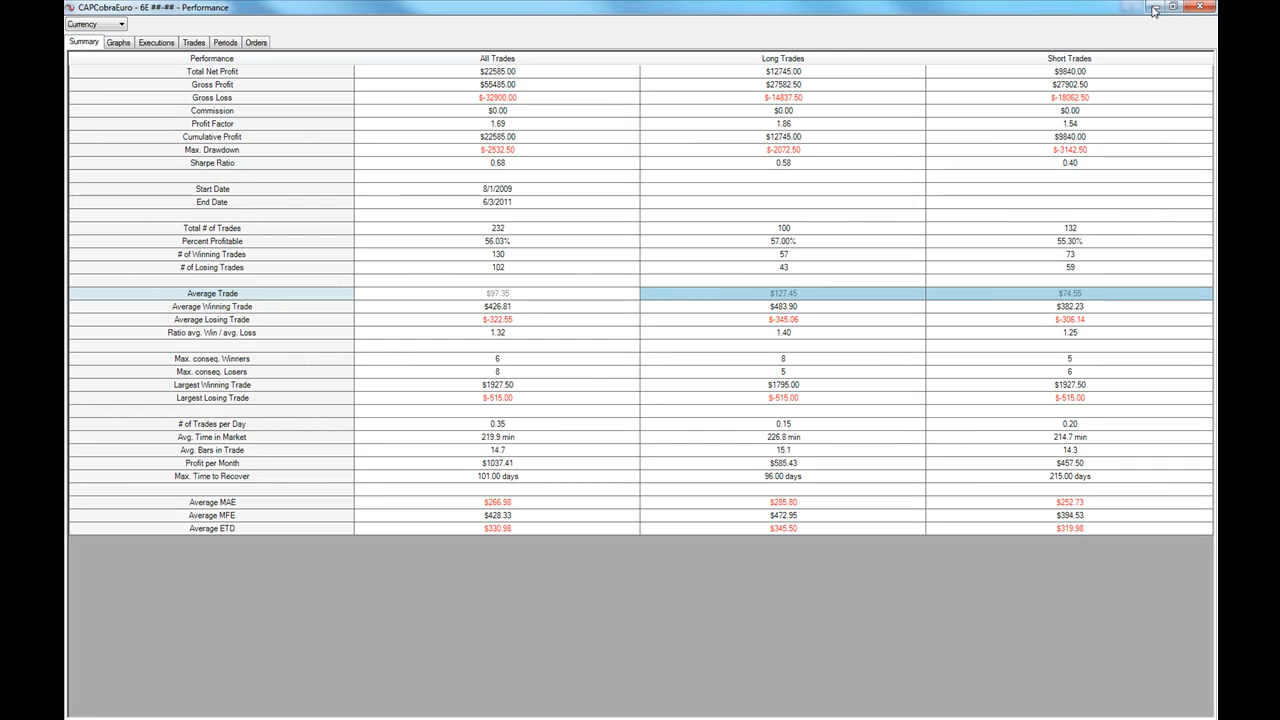 CAPCobraEuro - 6E ##-## - Performance
Currency
Summary Graphs Executions Trades Periods Orders
Performance All Trades Long Trades Short Trades
Total Net Profit $22585.00 $12745.00 $9840.00
Gross Profit $55485.00 $27582.50 $27902.50
Gross Loss $-32900.00 $-14837.50 $-18062.50
Commission $0.00 $0.00 $0.00
Profit Factor 1.69 1.86 1.54
Cumulative Profit $22585.00 $12745.00 $9840.00
Max. Drawdown $-2532.50 $-2072.50 $-3142.50
Sharpe Ratio 0.68 0.58 0.40
Start Date 8/1/2009
End Date 6/3/2011
Total # of Trades 232 100 132
Percent Profitable 56.03% 57.00% 55.30%
# of Winning Trades 130 57 73
# of Losing Trades 102 43 59
Average Trade $97.35 $127.45 $74.55
Average Winning Trade $426.81 $483.90 $382.23
Average Losing Trade $-322.55 $-345.06 $-306.14
Ratio avg. Win / avg. Loss 1.32 1.40 1.25
Max. conseq. Winners 6 8 5
Max. conseq. Losers 8 5 6
Largest Winning Trade $1927.50 $1795.00 $1927.50
Largest Losing Trade $-515.00 $-515.00 $-515.00
# of Trades per Day 0.35 0.15 0.20
Avg. Time in Market 219.9 min 226.8 min 214.7 min
Avg. Bars in Trade 14.7 15.1 14.3
Profit per Month $1037.41 $585.43 $457.50
Max. Time to Recover 101.00 days 96.00 days 215.00 days
Average MAE $266.98 $285.80 $252.73
Average MFE $428.33 $472.95 $394.53
Average ETD $330.98 $345.50 $319.98